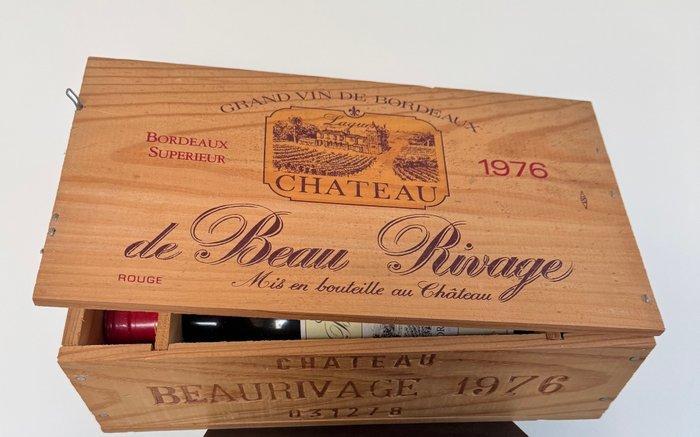 GRAND VIN DE BORDEAUX
Laguerre
CHATEAU
BORDEAUX
SUPERIEUR
1976
de Beau Rivage
ROUGE
Mis en bouteille au Château
CHATEAU
BEAURIVAGE 1976
031278